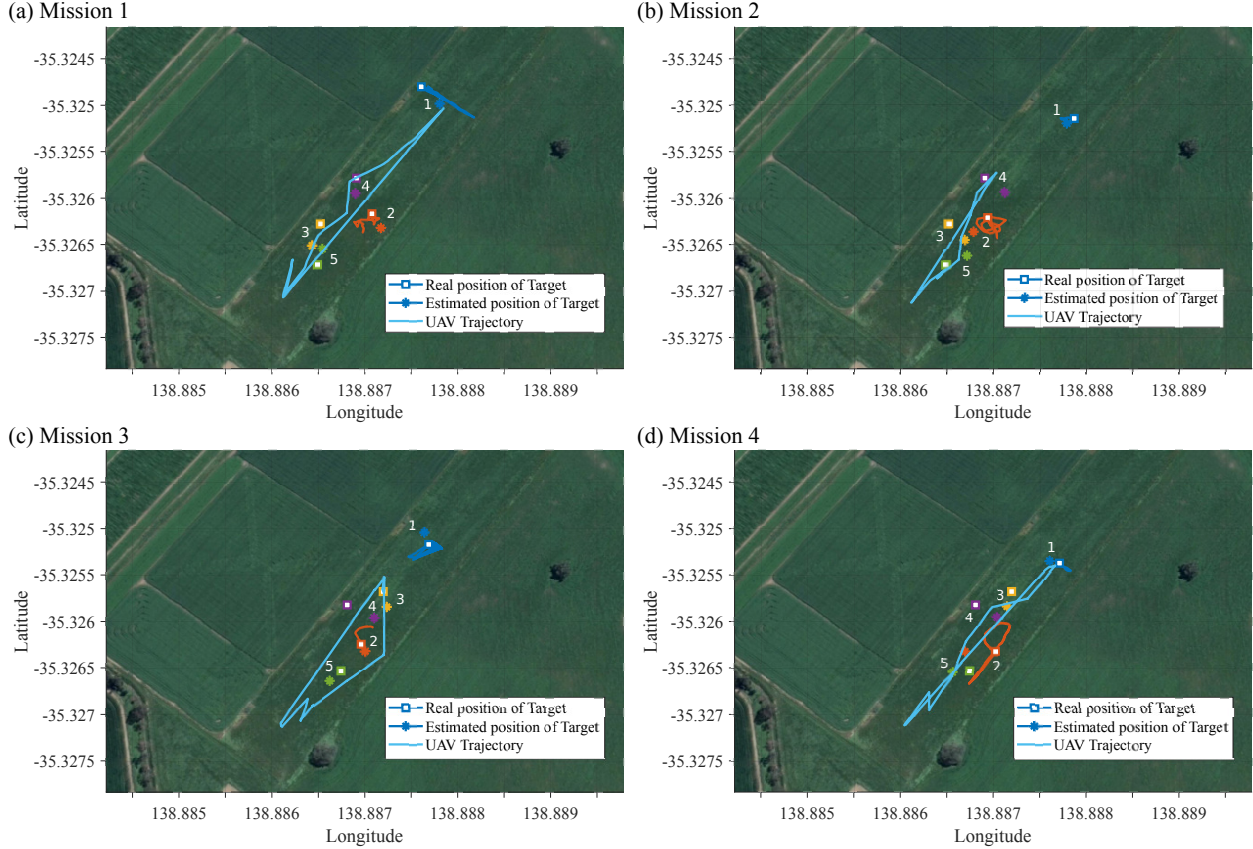 (a) Mission 1
-35.3245
-35.325
-35.3255
-35.326
-35.3265
-35.327
-35.3275
Latitude
1
4
2
3
5
Real position of Target
Estimated position of Target
UAV Trajectory
138.885 138.886 138.887 138.888 138.889
Longitude
(b) Mission 2
-35.3245
-35.325
-35.3255
-35.326
-35.3265
-35.327
-35.3275
Latitude
1
4
3
2
5
Real position of Target
Estimated position of Target
UAV Trajectory
138.885 138.886 138.887 138.888 138.889
Longitude
(c) Mission 3
-35.3245
-35.325
-35.3255
-35.326
-35.3265
-35.327
-35.3275
Latitude
1
3
4
2
5
Real position of Target
Estimated position of Target
UAV Trajectory
138.885 138.886 138.887 138.888 138.889
Longitude
(d) Mission 4
-35.3245
-35.325
-35.3255
-35.326
-35.3265
-35.327
-35.3275
Latitude
1
3
4
5
2
Real position of Target
Estimated position of Target
UAV Trajectory
138.885 138.886 138.887 138.888 138.889
Longitude